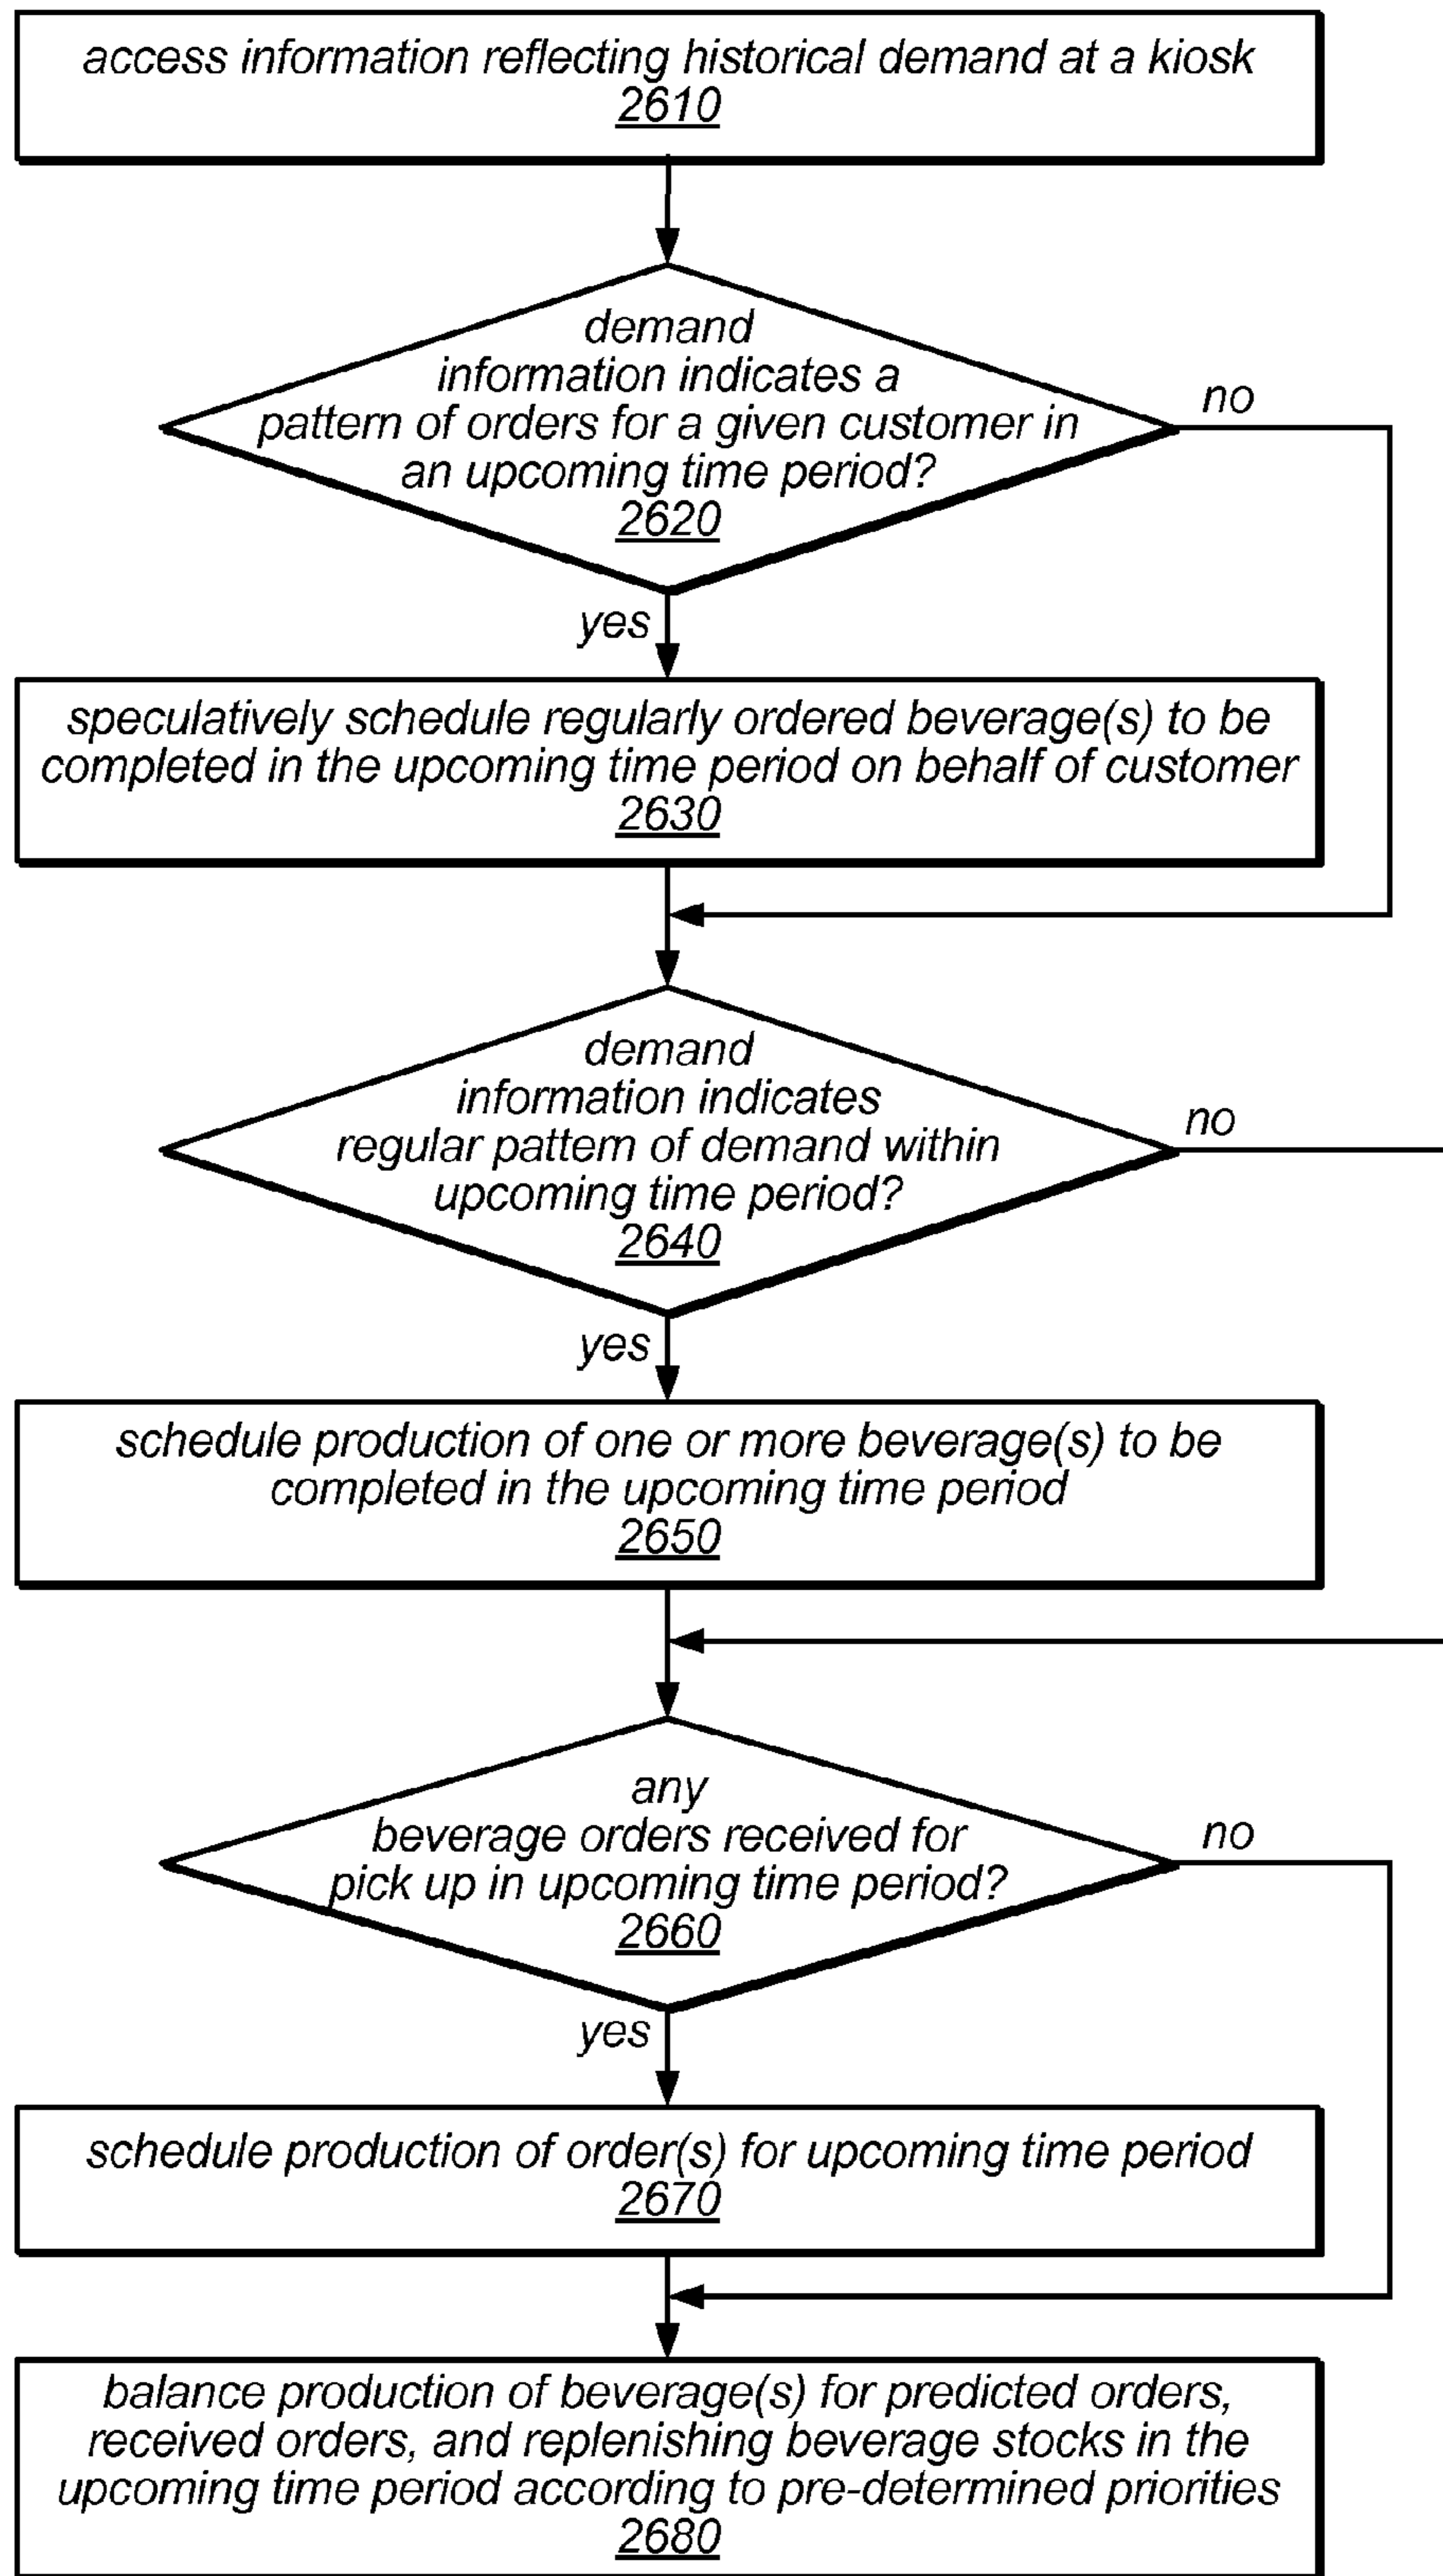 access information reflecting historical demand at a kiosk
2610
demand
information indicates a
pattern of orders for a given customer in
an upcoming time period?
2620
no
yes
speculatively schedule regularly ordered beverage(s) to be
completed in the upcoming time period on behalf of customer
2630
demand
information indicates
regular pattern of demand within
upcoming time period?
2640
no
yes
schedule production of one or more beverage(s) to be
completed in the upcoming time period
2650
any
beverage orders received for
pick up in upcoming time period?
2660
no
yes
schedule production of order(s) for upcoming time period
2670
balance production of beverage(s) for predicted orders,
received orders, and replenishing beverage stocks in the
upcoming time period according to pre-determined priorities
2680